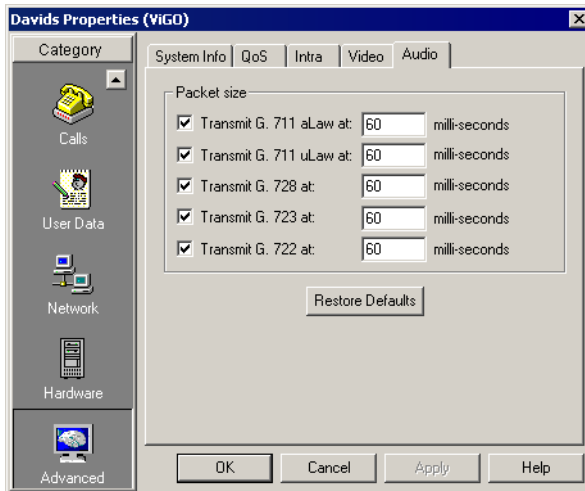 Davids Properties (ViGO)
Category
Calls
User Data
Network
Hardware
Advanced
System Info QoS Intra Video Audio
Packet size
Transmit G. 711 aLaw at: 60 milli-seconds
Transmit G. 711 uLaw at: 60 milli-seconds
Transmit G. 728 at: 60 milli-seconds
Transmit G. 723 at: 60 milli-seconds
Transmit G. 722 at: 60 milli-seconds
Restore Defaults
OK Cancel Apply Help